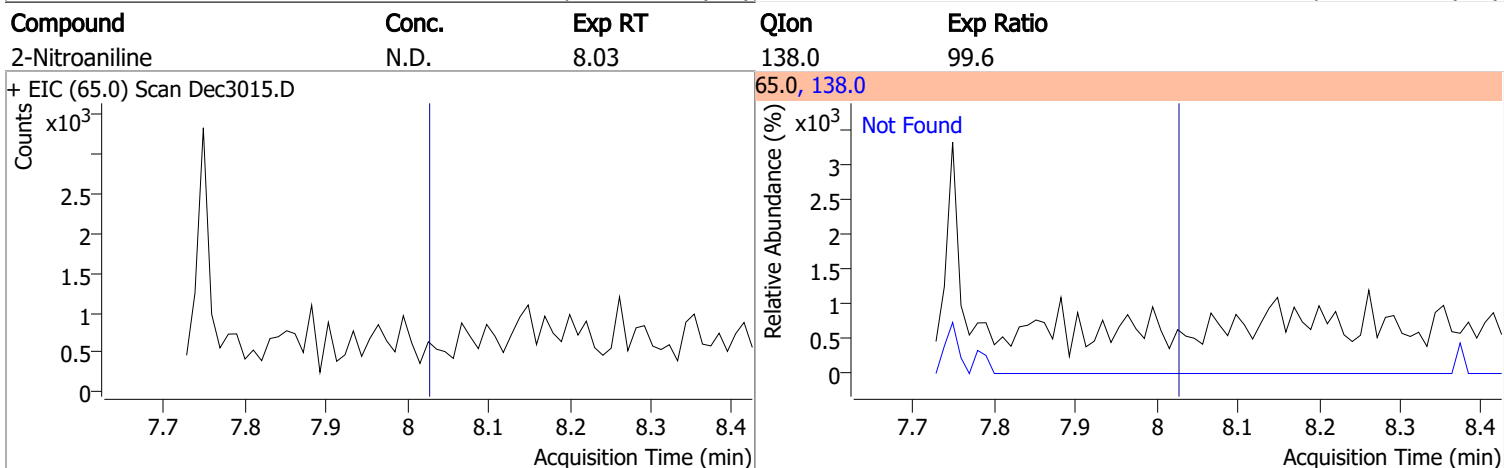 Compound Conc. Exp RT QIon Exp Ratio
2-Nitroaniline N.D. 8.03 138.0 99.6
+ EIC (65.0) Scan Dec3015.D
Counts
x10³
2.5
2
1.5
1
0.5
0
7.7 7.8 7.9 8 8.1 8.2 8.3 8.4
Acquisition Time (min)
65.0, 138.0
Relative Abundance (%)
x10³
Not Found
3
2.5
2
1.5
1
0.5
0
7.7 7.8 7.9 8 8.1 8.2 8.3 8.4
Acquisition Time (min)